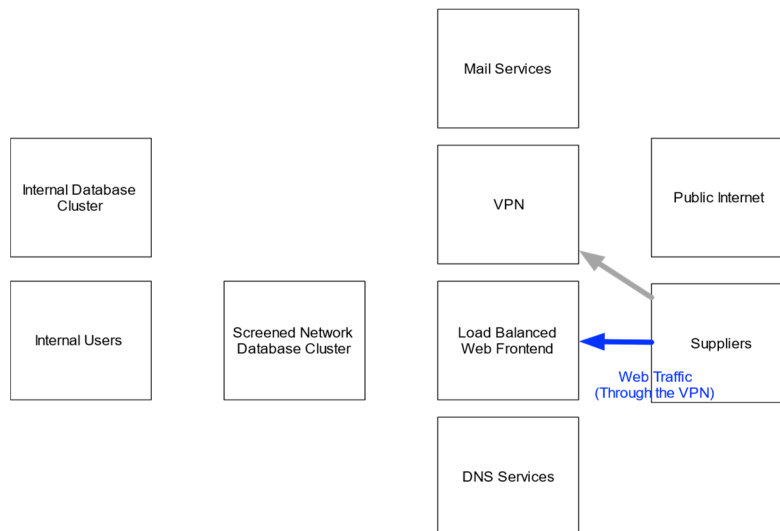 Mail Services
Internal Database
Cluster
VPN
Public Internet
Internal Users
Screened Network
Database Cluster
Load Balanced
Web Frontend
Suppliers
Web Traffic
(Through the VPN)
DNS Services